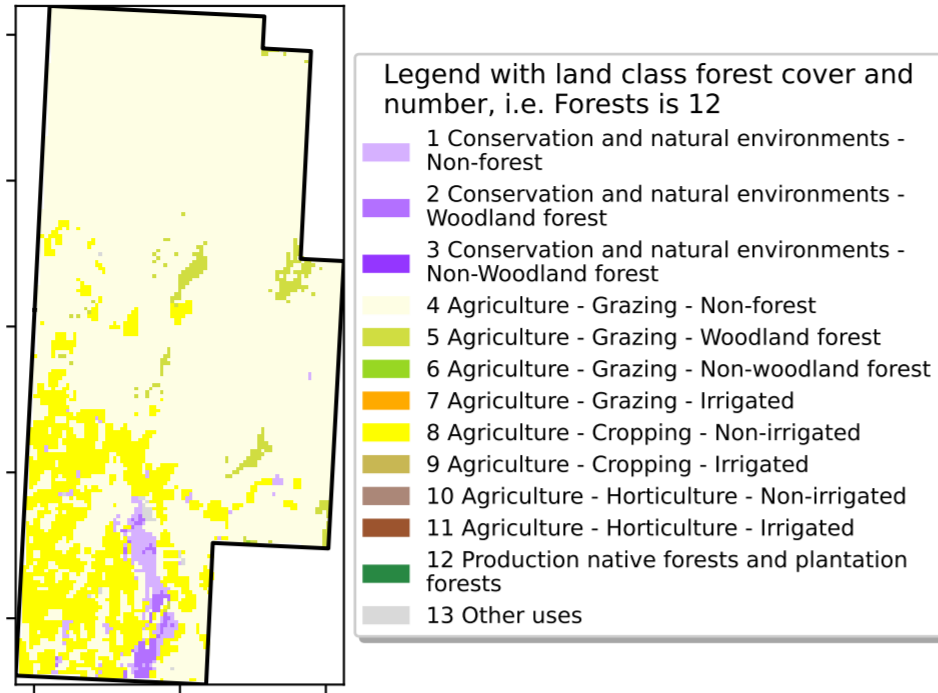 Legend with land class forest cover and
number, i.e. Forests is 12
1 Conservation and natural environments -
Non-forest
2 Conservation and natural environments -
Woodland forest
3 Conservation and natural environments -
Non-Woodland forest
4 Agriculture - Grazing - Non-forest
5 Agriculture - Grazing - Woodland forest
6 Agriculture - Grazing - Non-woodland forest
7 Agriculture - Grazing - Irrigated
8 Agriculture - Cropping - Non-irrigated
9 Agriculture - Cropping - Irrigated
10 Agriculture - Horticulture - Non-irrigated
11 Agriculture - Horticulture - Irrigated
12 Production native forests and plantation
forests
13 Other uses